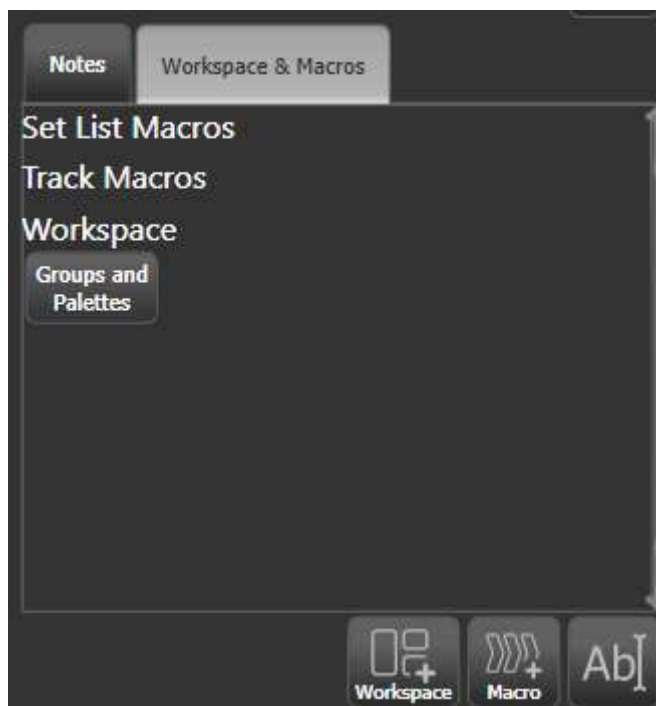 Notes
Workspace & Macros
Set List Macros
Track Macros
Workspace
Groups and
Palettes
Workspace
Macro
Ab